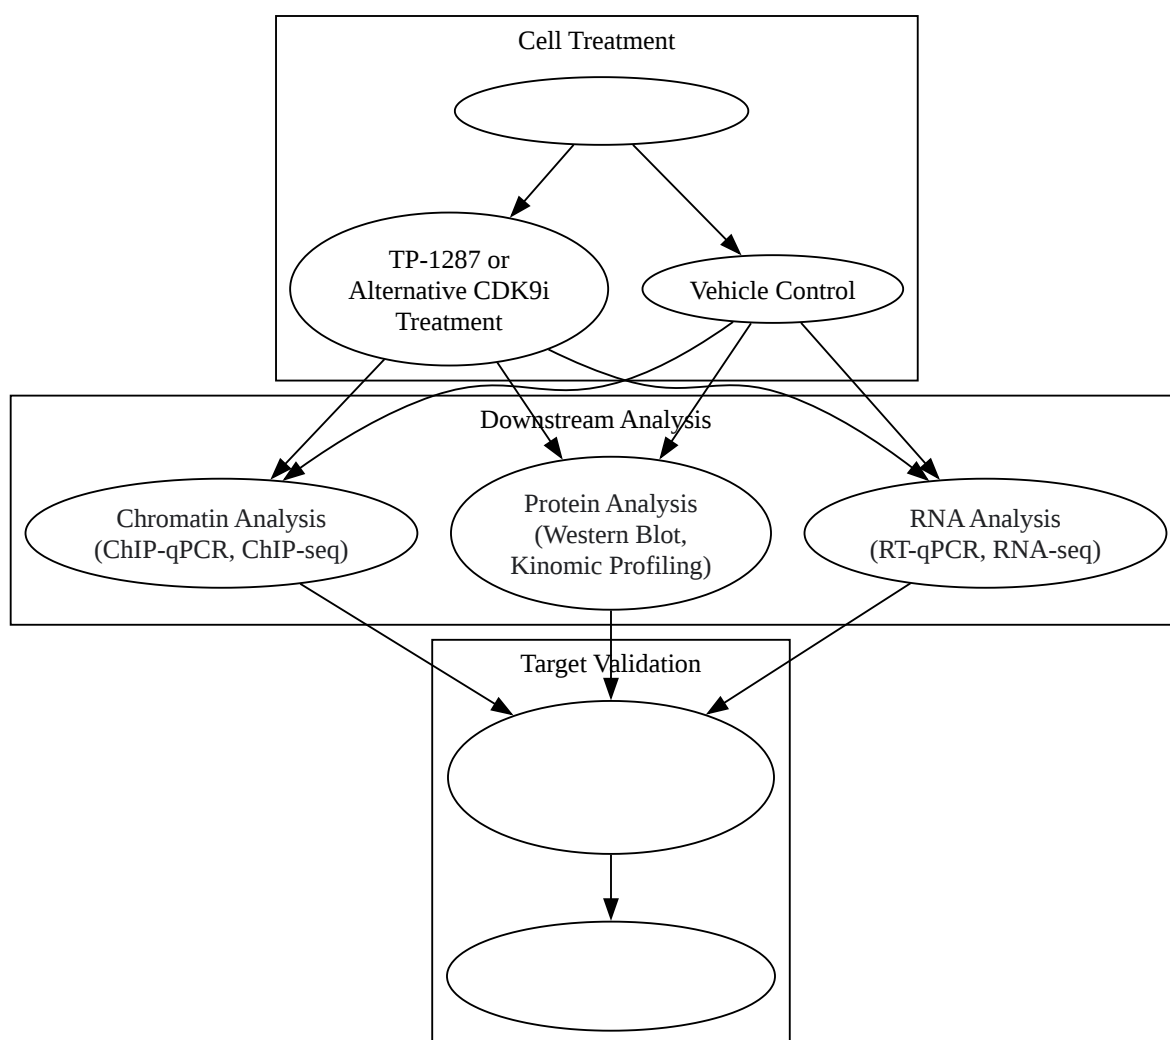 Cell Treatment
TP-1287 or
Alternative CDK9i
Treatment
Vehicle Control
Downstream Analysis
Chromatin Analysis
(ChIP-qPCR, ChIP-seq)
Protein Analysis
(Western Blot,
Kinomic Profiling)
RNA Analysis
(RT-qPCR, RNA-seq)
Target Validation